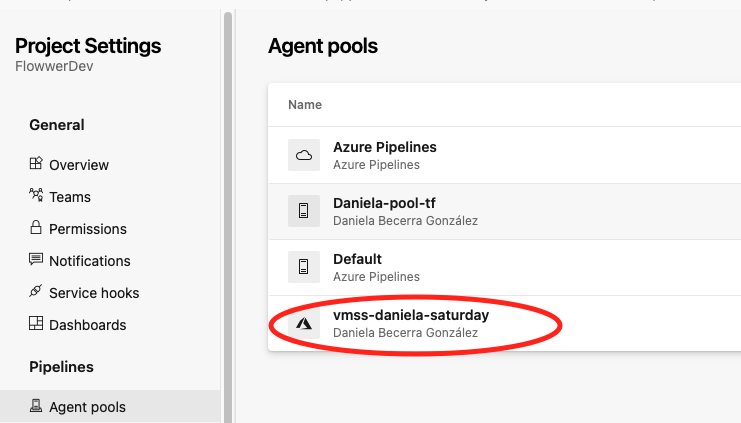 Project Settings
FlowwerDev
General
Overview
Teams
Permissions
Notifications
Service hooks
Dashboards
Pipelines
Agent pools
Agent pools
Name
Azure Pipelines
Azure Pipelines
Daniela-pool-tf
Daniela Becerra González
Default
Azure Pipelines
vmss-daniela-saturday
Daniela Becerra González